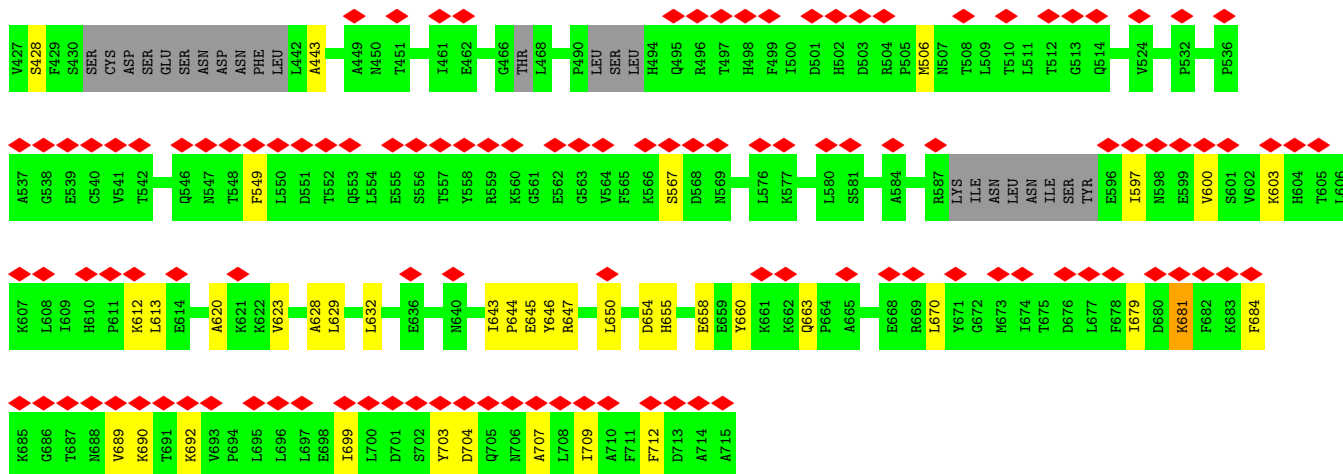 V427 S428 F429 S430 SER CYS ASP SER GLU SER ASN ASP ASN PHE LEU L442 A443 A449 N450 T451 I461 E462 G466 THR L468 P490 LEU SER LEU H494 Q495 R496 T497 H498 F499 I500 D501 H502 D503 R504 P505 M506 N507 T508 L509 T510 L511 T512 G513 Q514 V524 P532 P536
A537 G538 E539 C540 V541 T542 Q546 N547 T548 F549 L550 D551 T552 Q553 L554 E555 S556 T557 Y558 R559 K560 G561 E562 G563 V564 F565 K566 S567 D568 N569 L576 K577 L580 S581 A584 R587 LYS ILE ASN LEU ASN ILE SER TYR E596 I597 N598 E599 V600 S601 V602 K603 H604 T605 L606
K607 L608 I609 H610 P611 K612 L613 E614 A620 K621 K622 V623 A628 L629 L632 E636 N640 I643 P644 E645 Y646 R647 L650 D654 H655 E658 E659 Y660 K661 K662 Q663 P664 A665 E668 R669 L670 Y671 G672 M673 I674 T675 D676 L677 F678 I679 D680 K681 F682 K683 F684
K685 G686 T687 N688 V689 K690 T691 K692 V693 P694 L695 L696 L697 E698 I699 L700 D701 S702 Y703 D704 Q705 N706 A707 L708 I709 A710 F711 F712 D713 A714 A715